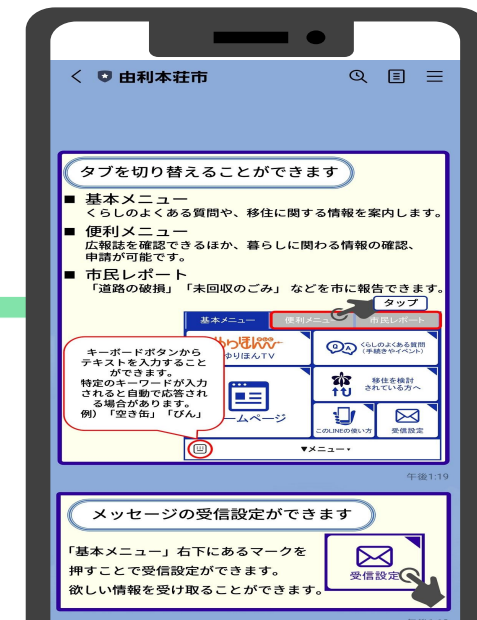 由利本荘市
タブを切り替えることができます
■ 基本メニュー
くらしのよくある質問や、移住に関する情報を案内します。
■ 便利メニュー
広報誌を確認できるほか、暮らしに関わる情報の確認、
申請が可能です。
■ 市民レポート
「道路の破損」「未回収のごみ」などを市に報告できます。
タップ
基本メニュー 便利メニュー 市民レポート
キーボードボタンから
テキストを入力すること
ができます。
特定のキーワードが入力
されると自動で応答され
る場合があります。
例）「空き缶」「びん」
ゆりほんTV
Q A くらしのよくある質問
（手続きやイベント）
移住を検討
されている方へ
ームページ
このLINEの使い方
受信設定
▼メニュー▼
午後1:19
メッセージの受信設定ができます
「基本メニュー」右下にあるマークを
押すことで受信設定ができます。
欲しい情報を受け取ることができます。
受信設定